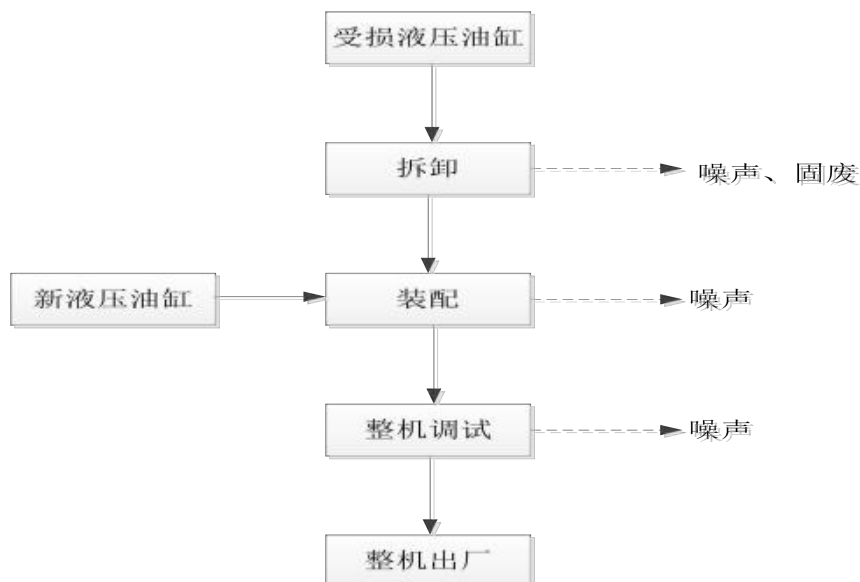 受损液压油缸
拆卸
噪声、固废
新液压油缸
装配
噪声
整机调试
噪声
整机出厂